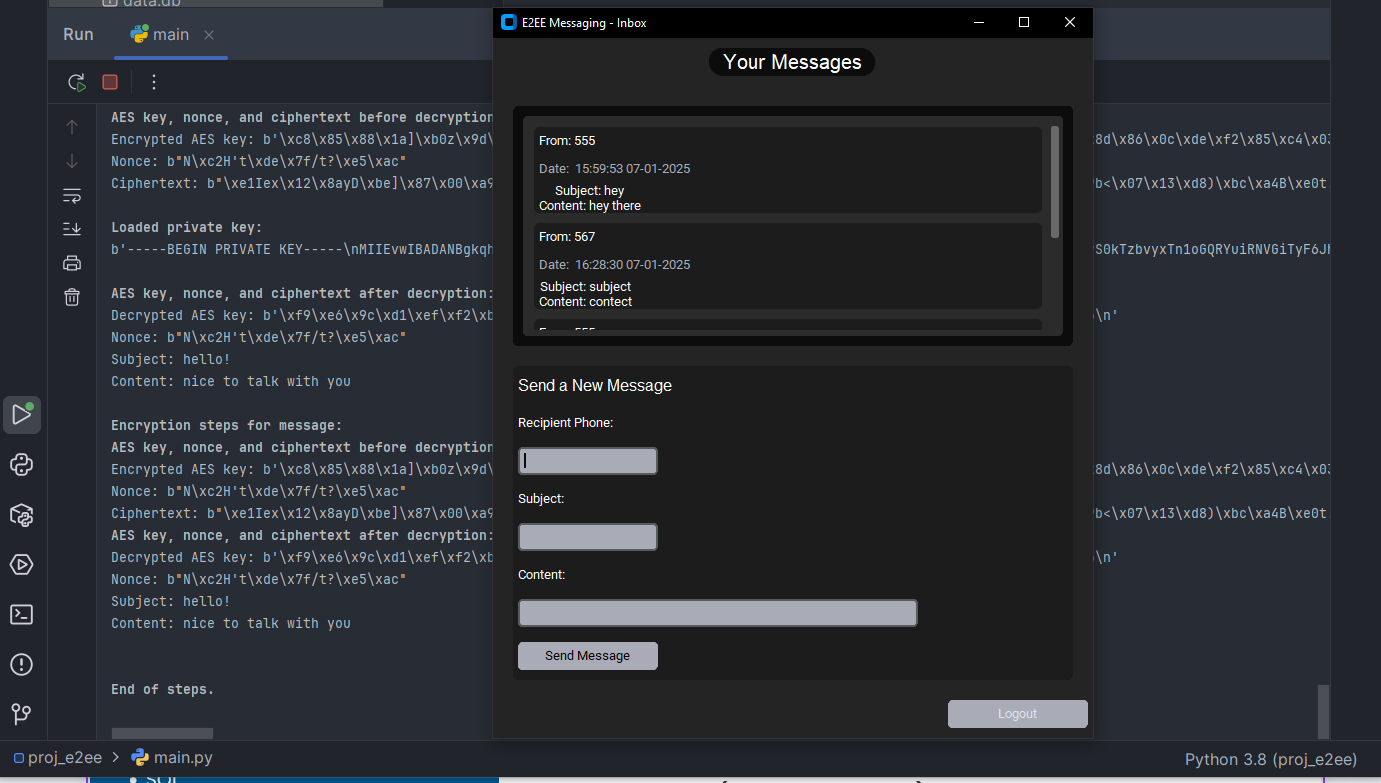 data.db
Run
main
AES key, nonce, and ciphertext before decryption
Encrypted AES key: b'\xc8\x85\x88\x1a]\xb0z\x9d\
8d\x86\x0c\xde\xf2\x85\xc4\x03
Nonce: b"N\xc2H't\xde\x7f/t?\xe5\xac"
Ciphertext: b"\xe1Iex\x12\x8ayD\xbe]\x87\x00\xa9
b<\x07\x13\xd8)\xbc\xa4B\xe0t
Loaded private key:
b'-----BEGIN PRIVATE KEY-----\nMIIEvwIBADANBgkqh
S0kTzbvyxTn1oGQRYuiRNVGiTyF6J
AES key, nonce, and ciphertext after decryption:
Decrypted AES key: b'\xf9\xe6\x9c\xd1\xef\xf2\xb
\n'
Nonce: b"N\xc2H't\xde\x7f/t?\xe5\xac"
Subject: hello!
Content: nice to talk with you
Encryption steps for message:
AES key, nonce, and ciphertext before decryption
Encrypted AES key: b'\xc8\x85\x88\x1a]\xb0z\x9d\
8d\x86\x0c\xde\xf2\x85\xc4\x03
Nonce: b"N\xc2H't\xde\x7f/t?\xe5\xac"
Ciphertext: b"\xe1Iex\x12\x8ayD\xbe]\x87\x00\xa9
b<\x07\x13\xd8)\xbc\xa4B\xe0t
AES key, nonce, and ciphertext after decryption:
Decrypted AES key: b'\xf9\xe6\x9c\xd1\xef\xf2\xb
\n'
Nonce: b"N\xc2H't\xde\x7f/t?\xe5\xac"
Subject: hello!
Content: nice to talk with you
End of steps.
E2EE Messaging - Inbox
Your Messages
From: 555
Date: 15:59:53 07-01-2025
Subject: hey
Content: hey there
From: 567
Date: 16:28:30 07-01-2025
Subject: subject
Content: contect
From: 555
Send a New Message
Recipient Phone:
Subject:
Content:
Send Message
Logout
proj_e2ee > main.py
Python 3.8 (proj_e2ee)